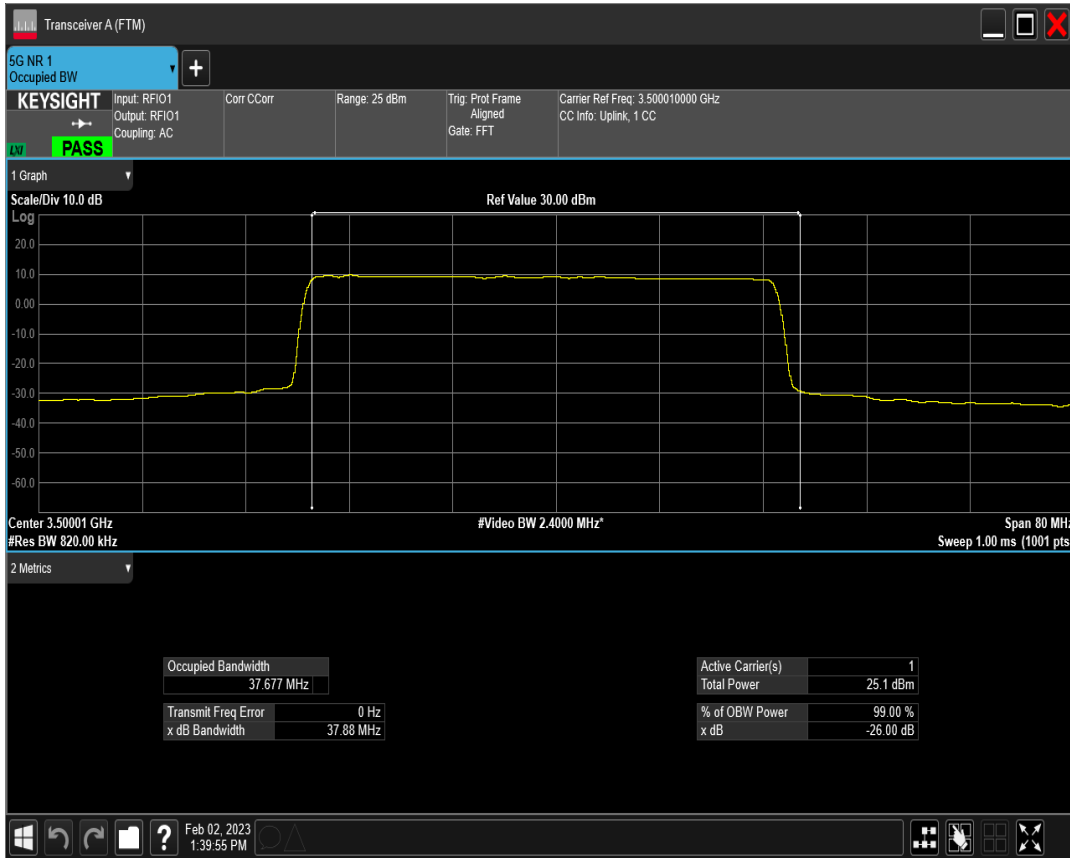 Transceiver A (FTM)
5G NR 1
Occupied BW
+
KEYSIGHT
LXI
PASS
Input: RFIO1
Output: RFIO1
Coupling: AC
Corr CCorr
Range: 25 dBm
Trig: Prot Frame
Aligned
Gate: FFT
Carrier Ref Freq: 3.500010000 GHz
CC Info: Uplink, 1 CC
1 Graph
Scale/Div 10.0 dB
Ref Value 30.00 dBm
Log
20.0
10.0
0.00
-10.0
-20.0
-30.0
-40.0
-50.0
-60.0
Center 3.50001 GHz
#Video BW 2.4000 MHz*
Span 80 MHz
#Res BW 820.00 kHz
Sweep 1.00 ms (1001 pts
2 Metrics
Occupied Bandwidth
37.677 MHz
Transmit Freq Error 0 Hz
x dB Bandwidth 37.88 MHz
Active Carrier(s) 1
Total Power 25.1 dBm
% of OBW Power 99.00 %
x dB -26.00 dB
?
Feb 02, 2023
1:39:55 PM